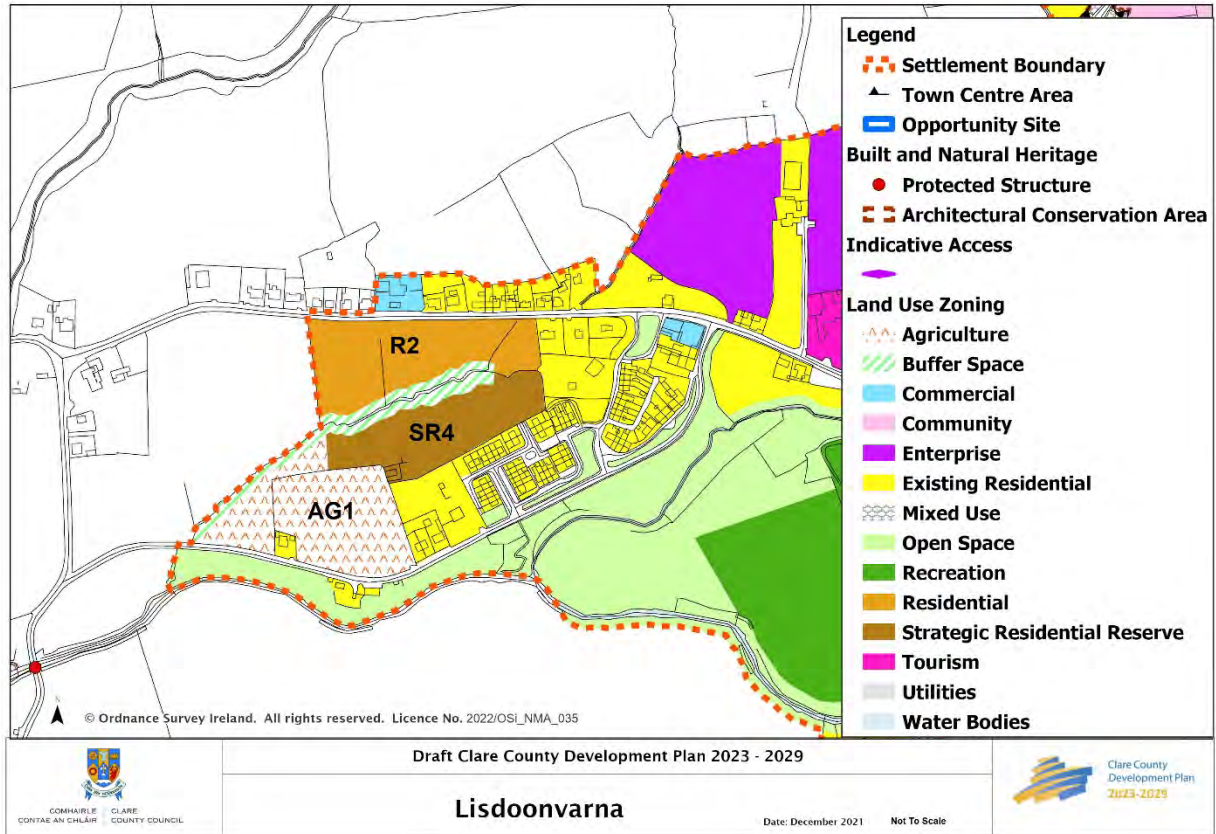 Legend
Settlement Boundary
Town Centre Area
Opportunity Site
Built and Natural Heritage
Protected Structure
Architectural Conservation Area
Indicative Access
Land Use Zoning
Agriculture
Buffer Space
Commercial
Community
Enterprise
Existing Residential
Mixed Use
Open Space
Recreation
Residential
Strategic Residential Reserve
Tourism
Utilities
Water Bodies
R2
SR4
AG1
N
© Ordnance Survey Ireland. All rights reserved. Licence No. 2022/OSi_NMA_035
COMHAIRLE CONTAE AN CHLÁIR
CLARE COUNTY COUNCIL
Draft Clare County Development Plan 2023 - 2029
Lisdoonvarna
Date: December 2021 Not To Scale
Clare County
Development Plan
2023-2029